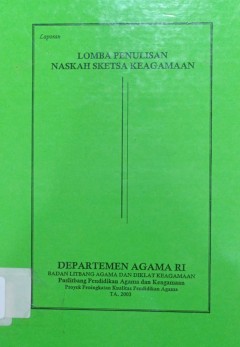 Laporan
LOMBA PENULISAN
NASKAH SKETSA KEAGAMAAN
DEPARTEMEN AGAMA RI
BADAN LITBANG AGAMA DAN DIKLAT KEAGAMAAN
Puslitbang Pendidikan Agama dan Keagamaan
Proyek Peningkatan Kualitas Pendidikan Agama
TA. 2003